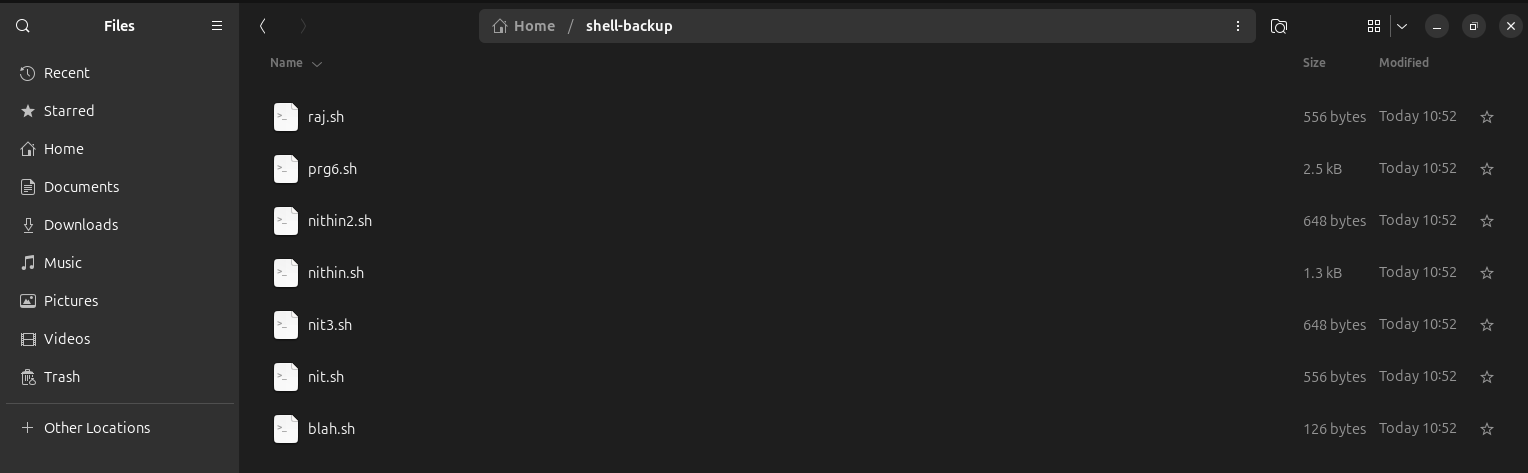 Files
Home / shell-backup
Recent
Starred
Home
Documents
Downloads
Music
Pictures
Videos
Trash
Other Locations
Name Size Modified
raj.sh 556 bytes Today 10:52
prg6.sh 2.5 kB Today 10:52
nithin2.sh 648 bytes Today 10:52
nithin.sh 1.3 kB Today 10:52
nit3.sh 648 bytes Today 10:52
nit.sh 556 bytes Today 10:52
blah.sh 126 bytes Today 10:52